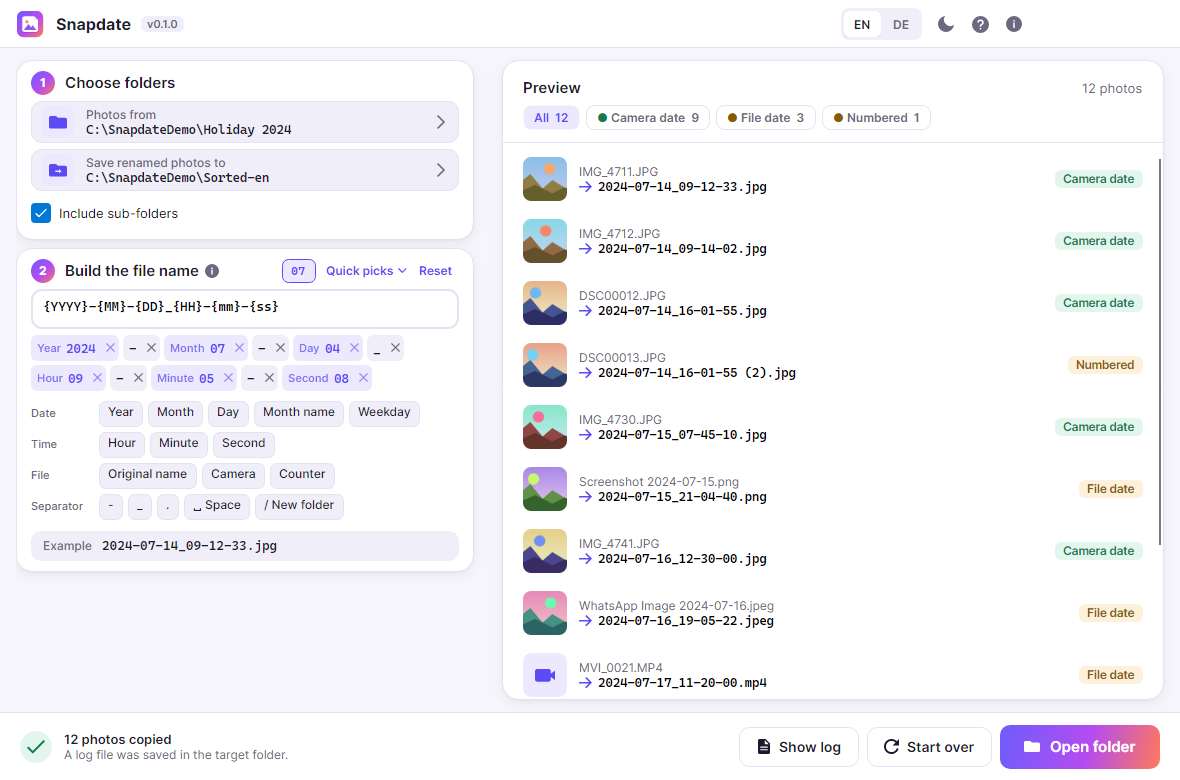 Snapdate v0.1.0
EN DE
1 Choose folders
Photos from
C:\SnapdateDemo\Holiday 2024
Save renamed photos to
C:\SnapdateDemo\Sorted-en
Include sub-folders
2 Build the file name 07 Quick picks Reset
{YYYY}-{MM}-{DD}_{HH}-{mm}-{ss}
Year 2024 × - × Month 07 × - × Day 04 × _ ×
Hour 09 × - × Minute 05 × - × Second 08 ×
Date Year Month Day Month name Weekday
Time Hour Minute Second
File Original name Camera Counter
Separator - _ . ␣ Space / New folder
Example 2024-07-14_09-12-33.jpg
Preview 12 photos
All 12 Camera date 9 File date 3 Numbered 1
IMG_4711.JPG
→ 2024-07-14_09-12-33.jpg Camera date
IMG_4712.JPG
→ 2024-07-14_09-14-02.jpg Camera date
DSC00012.JPG
→ 2024-07-14_16-01-55.jpg Camera date
DSC00013.JPG
→ 2024-07-14_16-01-55 (2).jpg Numbered
IMG_4730.JPG
→ 2024-07-15_07-45-10.jpg Camera date
Screenshot 2024-07-15.png
→ 2024-07-15_21-04-40.png File date
IMG_4741.JPG
→ 2024-07-16_12-30-00.jpg Camera date
WhatsApp Image 2024-07-16.jpeg
→ 2024-07-16_19-05-22.jpeg File date
MVI_0021.MP4
→ 2024-07-17_11-20-00.mp4 File date
12 photos copied
A log file was saved in the target folder.
Show log Start over Open folder